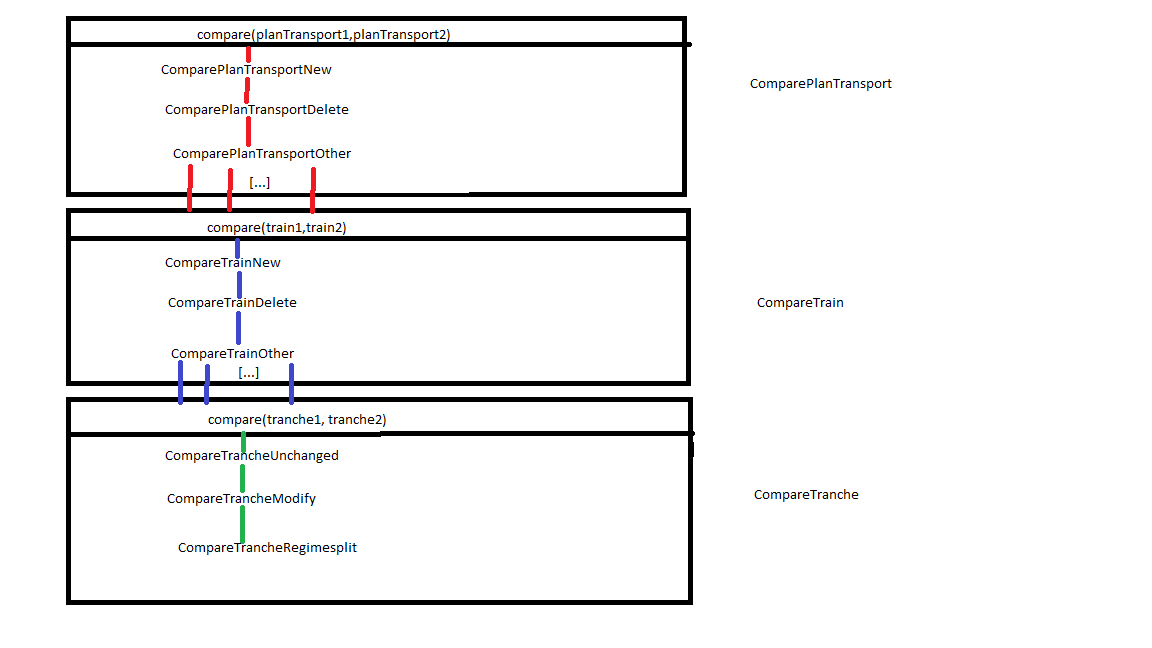 compare(planTransport1,planTransport2)
ComparePlanTransportNew
ComparePlanTransport
ComparePlanTransportDelete
ComparePlanTransportOther
[...]
compare(train1,train2)
CompareTrainNew
CompareTrainDelete
CompareTrain
CompareTrainOther
[...]
compare(tranche1, tranche2)
CompareTrancheUnchanged
CompareTrancheModify
CompareTranche
CompareTrancheRegimesplit